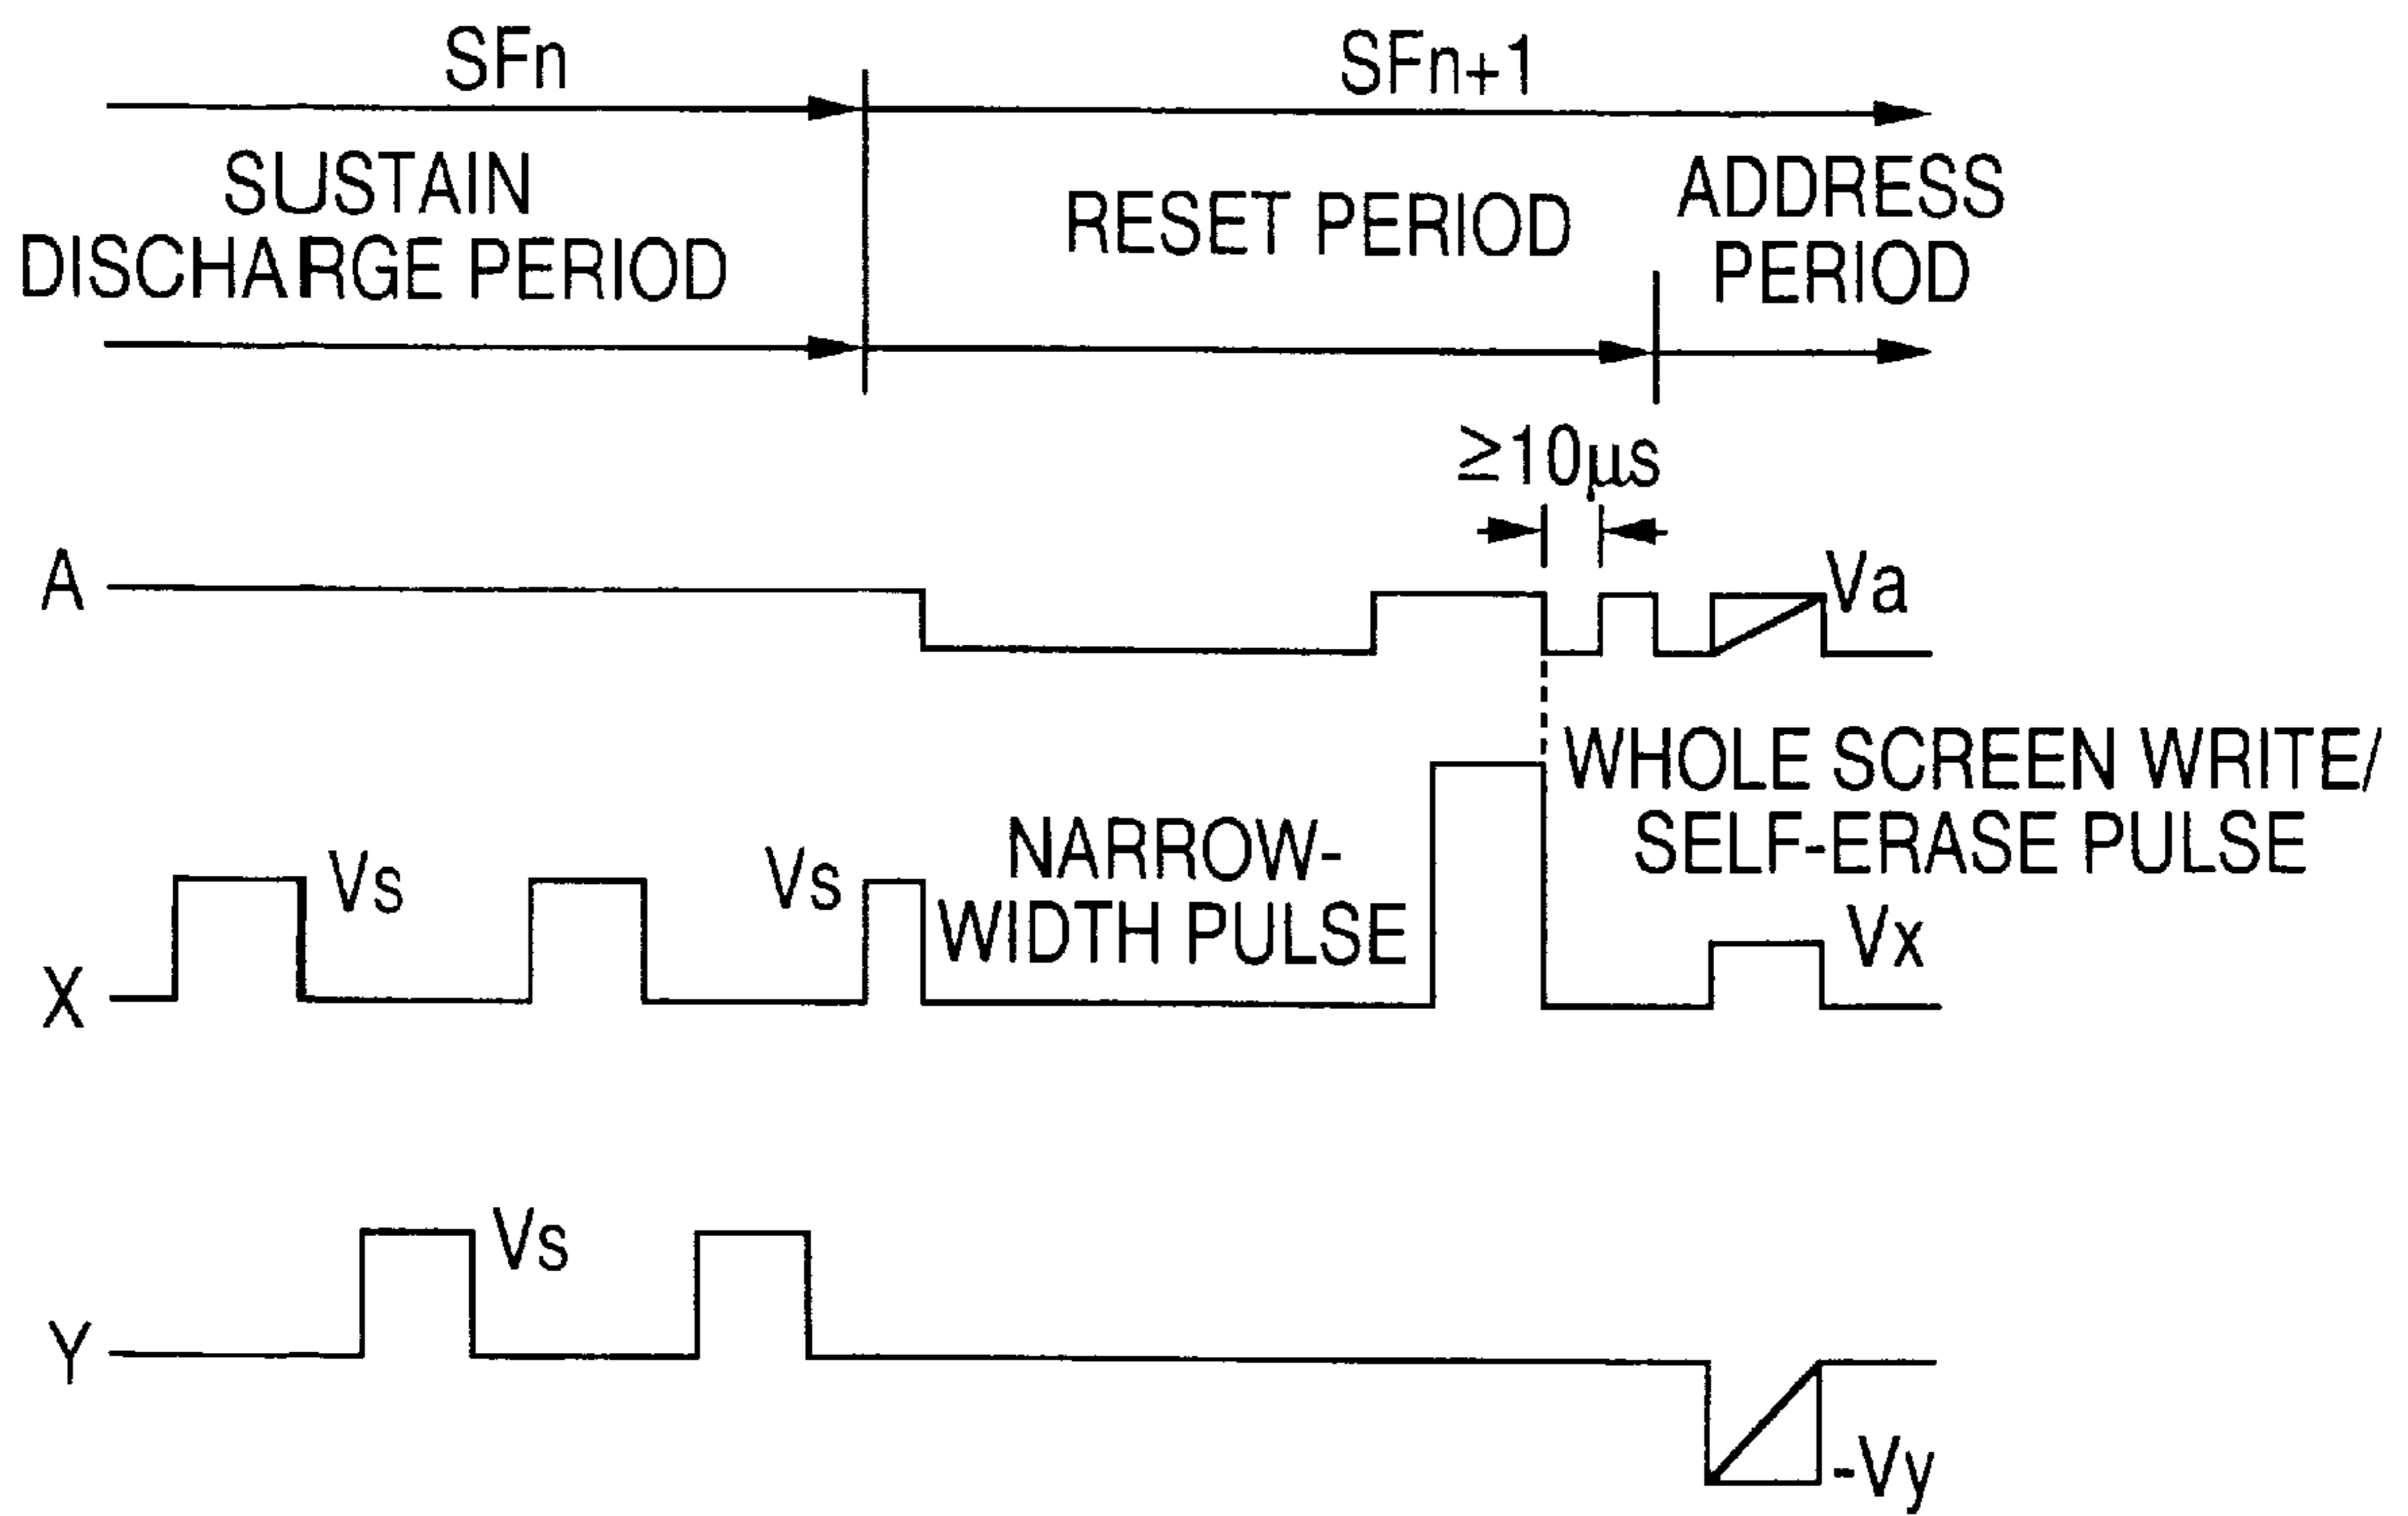 SFn
SFn+1
SUSTAIN
DISCHARGE PERIOD
RESET PERIOD
ADDRESS
PERIOD
≥10μs
A
Va
WHOLE SCREEN WRITE/
SELF-ERASE PULSE
NARROW-
WIDTH PULSE
Vs
Vs
Vx
X
Vs
Y
-Vy